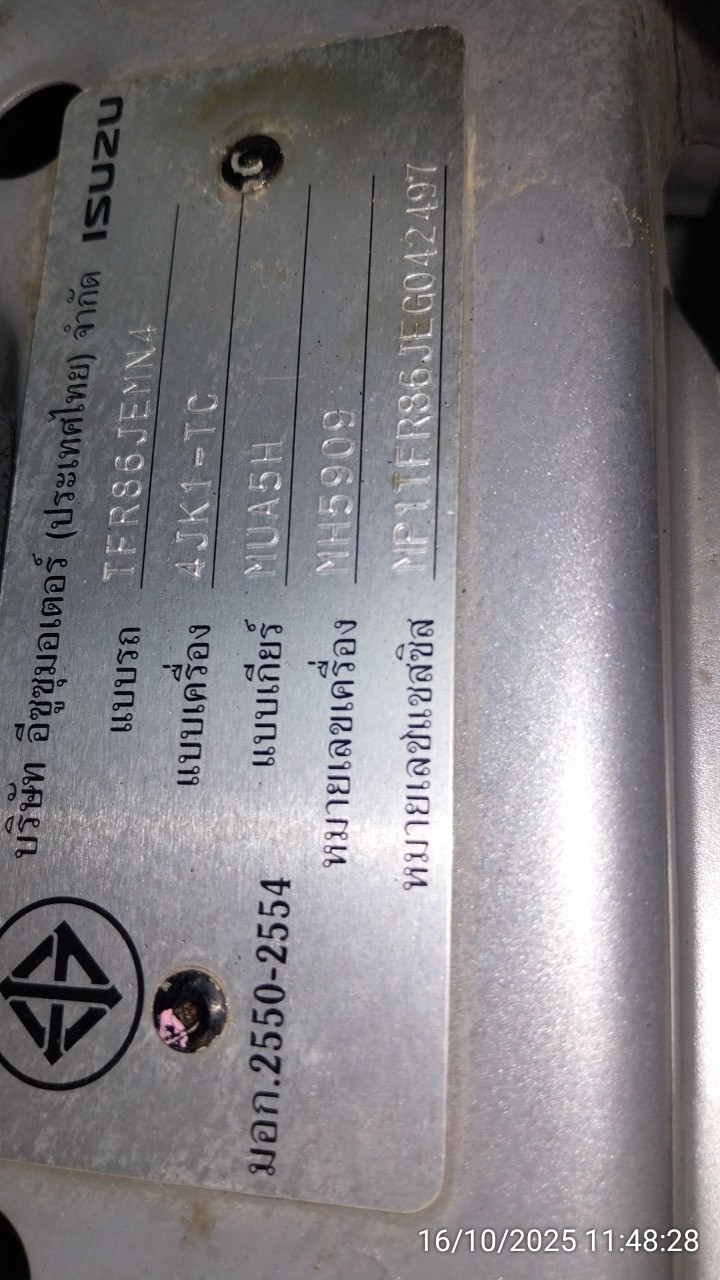 บริษัท อีซูซุมอเตอร์ (ประเทศไทย) จำกัด ISUZU
แบบรถ TFR86JEMN4
แบบเครื่อง 4JK1-TC
แบบเกียร์ MUA5H
หมายเลขเครื่อง MH5909
หมายเลขแชสซิส MP1TFR86JEG042497
มอก.2550-2554
16/10/2025 11:48:28